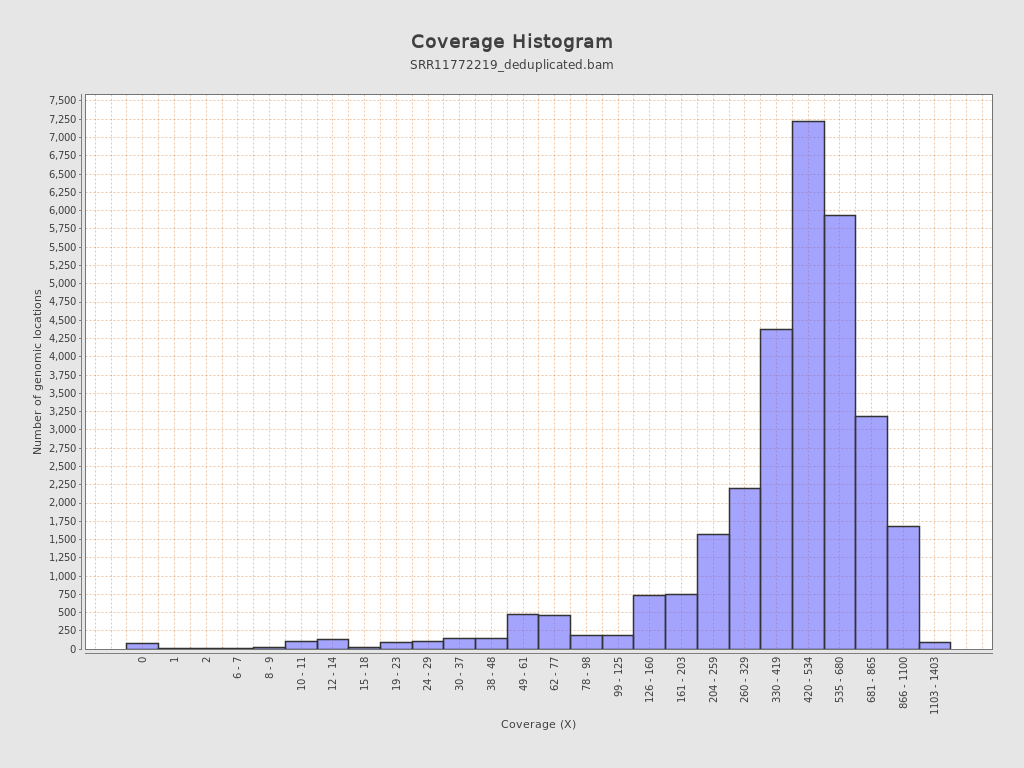 Coverage Histogram
SRR11772219_deduplicated.bam
Number of genomic locations
7,500
7,250
7,000
6,750
6,500
6,250
6,000
5,750
5,500
5,250
5,000
4,750
4,500
4,250
4,000
3,750
3,500
3,250
3,000
2,750
2,500
2,250
2,000
1,750
1,500
1,250
1,000
750
500
250
0
0
1
2
6 - 7
8 - 9
10 - 11
12 - 14
15 - 18
19 - 23
24 - 29
30 - 37
38 - 48
49 - 61
62 - 77
78 - 98
99 - 125
126 - 160
161 - 203
204 - 259
260 - 329
330 - 419
420 - 534
535 - 680
681 - 865
866 - 1100
1103 - 1403
Coverage (X)